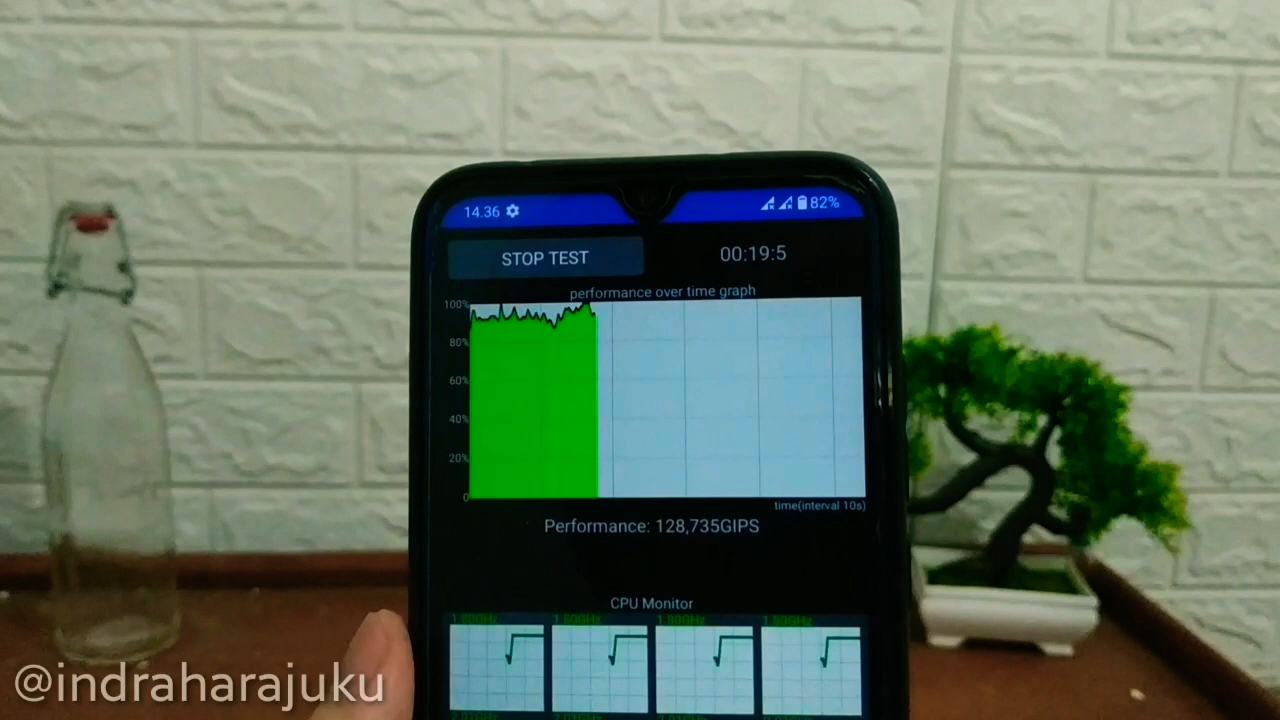 14.36
82%
STOP TEST
00:19:5
performance over time graph
100%
80%
60%
40%
20%
0
time(interval 10s)
Performance: 128,735GIPS
CPU Monitor
1.80GHz 1.80GHz 1.80GHz 1.80GHz
@indraharajuku